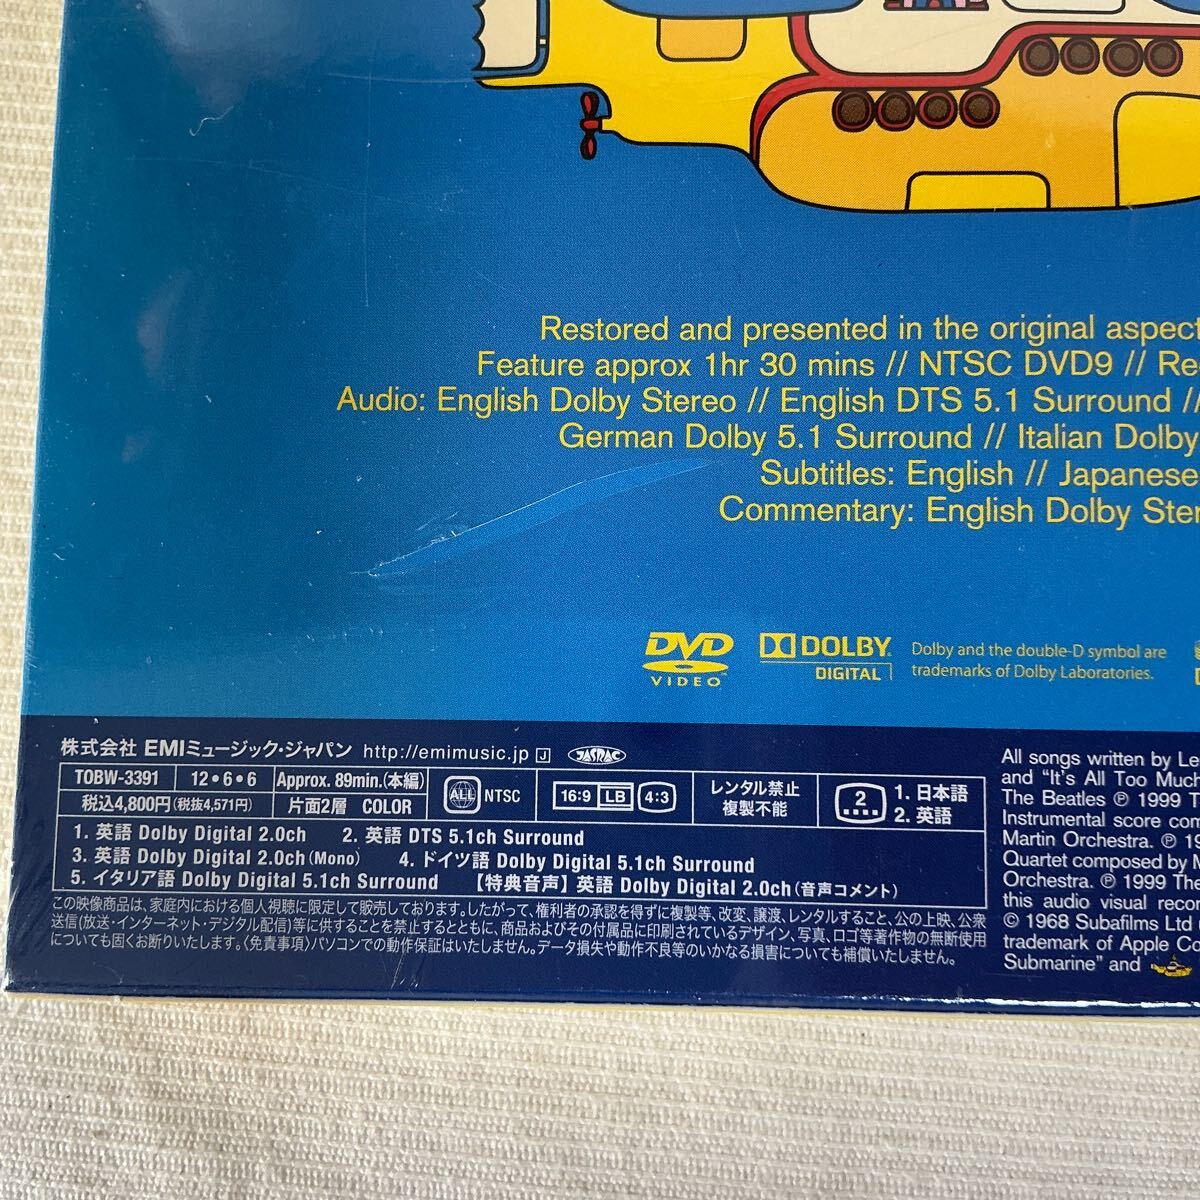 Restored and presented in the original aspect
Feature approx 1hr 30 mins // NTSC DVD9 // Re
Audio: English Dolby Stereo // English DTS 5.1 Surround //
German Dolby 5.1 Surround // Italian Dolby
Subtitles: English // Japanese
Commentary: English Dolby Ster
DVD VIDEO
DOLBY DIGITAL
Dolby and the double-D symbol are
trademarks of Dolby Laboratories.
株式会社 EMIミュージック・ジャパン http://emimusic.jp J JASRAC
TOBW-3391 12•6•6 Approx. 89min.(本編)
税込4,800円(税抜4,571円) 片面2層 COLOR
ALL NTSC
16:9 LB 4:3
レンタル禁止
複製不能
2
1. 日本語
2. 英語
1. 英語 Dolby Digital 2.0ch 2. 英語 DTS 5.1ch Surround
3. 英語 Dolby Digital 2.0ch(Mono) 4. ドイツ語 Dolby Digital 5.1ch Surround
5. イタリア語 Dolby Digital 5.1ch Surround 【特典音声】英語 Dolby Digital 2.0ch(音声コメント)
この映像商品は、家庭内における個人視聴に限定して販売しております。したがって、権利者の承認を得ずに複製等、改変、譲渡、レンタルすること、公の上映、公衆
送信(放送・インターネット・デジタル配信)等に供することを禁止するとともに、商品およびその付属品に印刷されているデザイン、写真、ロゴ等著作物の無断使用
についても固くお断りいたします。〈免責事項〉パソコンでの動作保証はいたしません。データ損失や動作不良等のいかなる損害についても補償いたしません。
All songs written by Le
and "It's All Too Much
The Beatles ℗ 1999 T
Instrumental score com
Martin Orchestra. ℗ 19
Quartet composed by M
Orchestra. ℗ 1999 The
this audio visual recor
© 1968 Subafilms Ltd
trademark of Apple Co
Submarine" and